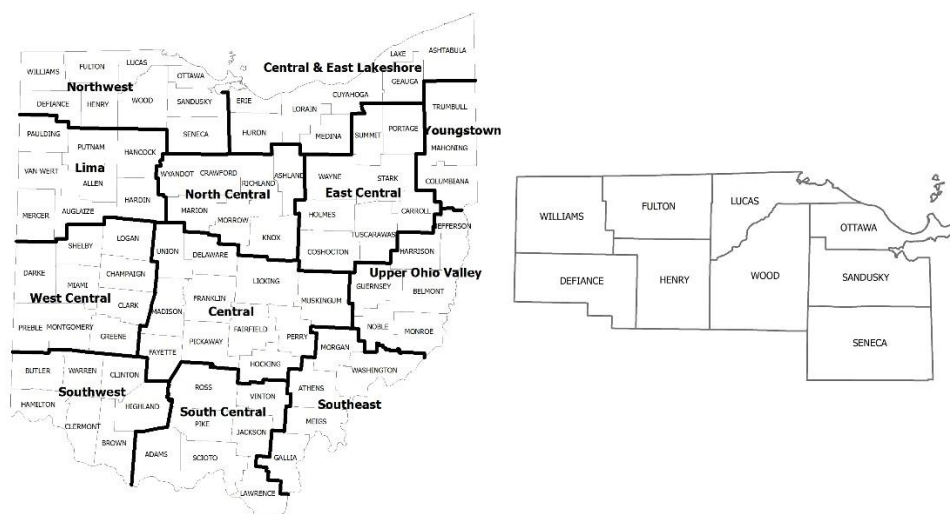 LAKE
ASHTABULA
LUCAS
FULTON
WILLIAMS
OTTAWA
Central & East Lakeshore
GEAUGA
Northwest
CUYAHOGA
WOOD
SANDUSKY
ERIE
DEFIANCE
HENRY
LORAIN
TRUMBULL
SENECA
HURON
MEDINA
SUMMIT
PORTAGE
Youngstown
PAULDING
PUTNAM
HANCOCK
MAHONING
VAN WERT
Lima
ALLEN
WYANDOT
CRAWFORD
RICHLAND
ASHLAND
WAYNE
STARK
COLUMBIANA
North Central
East Central
HARDIN
MERCER
AUGLAIZE
MARION
MORROW
HOLMES
CARROLL
JEFFERSON
LOGAN
KNOX
TUSCARAWAS
SHELBY
UNION
DELAWARE
COSHOCTON
HARRISON
DARKE
CHAMPAIGN
LICKING
Upper Ohio Valley
MIAMI
GUERNSEY
BELMONT
West Central
FRANKLIN
MUSKINGUM
CLARK
MADISON
Central
PREBLE
MONTGOMERY
FAIRFIELD
NOBLE
MONROE
GREENE
PICKAWAY
PERRY
MORGAN
FAYETTE
HOCKING
WASHINGTON
BUTLER
WARREN
CLINTON
ROSS
ATHENS
Southwest
VINTON
HAMILTON
HIGHLAND
South Central
Southeast
CLERMONT
PIKE
MEIGS
JACKSON
BROWN
ADAMS
SCIOTO
GALLIA
LAWRENCE
LUCAS
WILLIAMS
FULTON
OTTAWA
DEFIANCE
HENRY
WOOD
SANDUSKY
SENECA